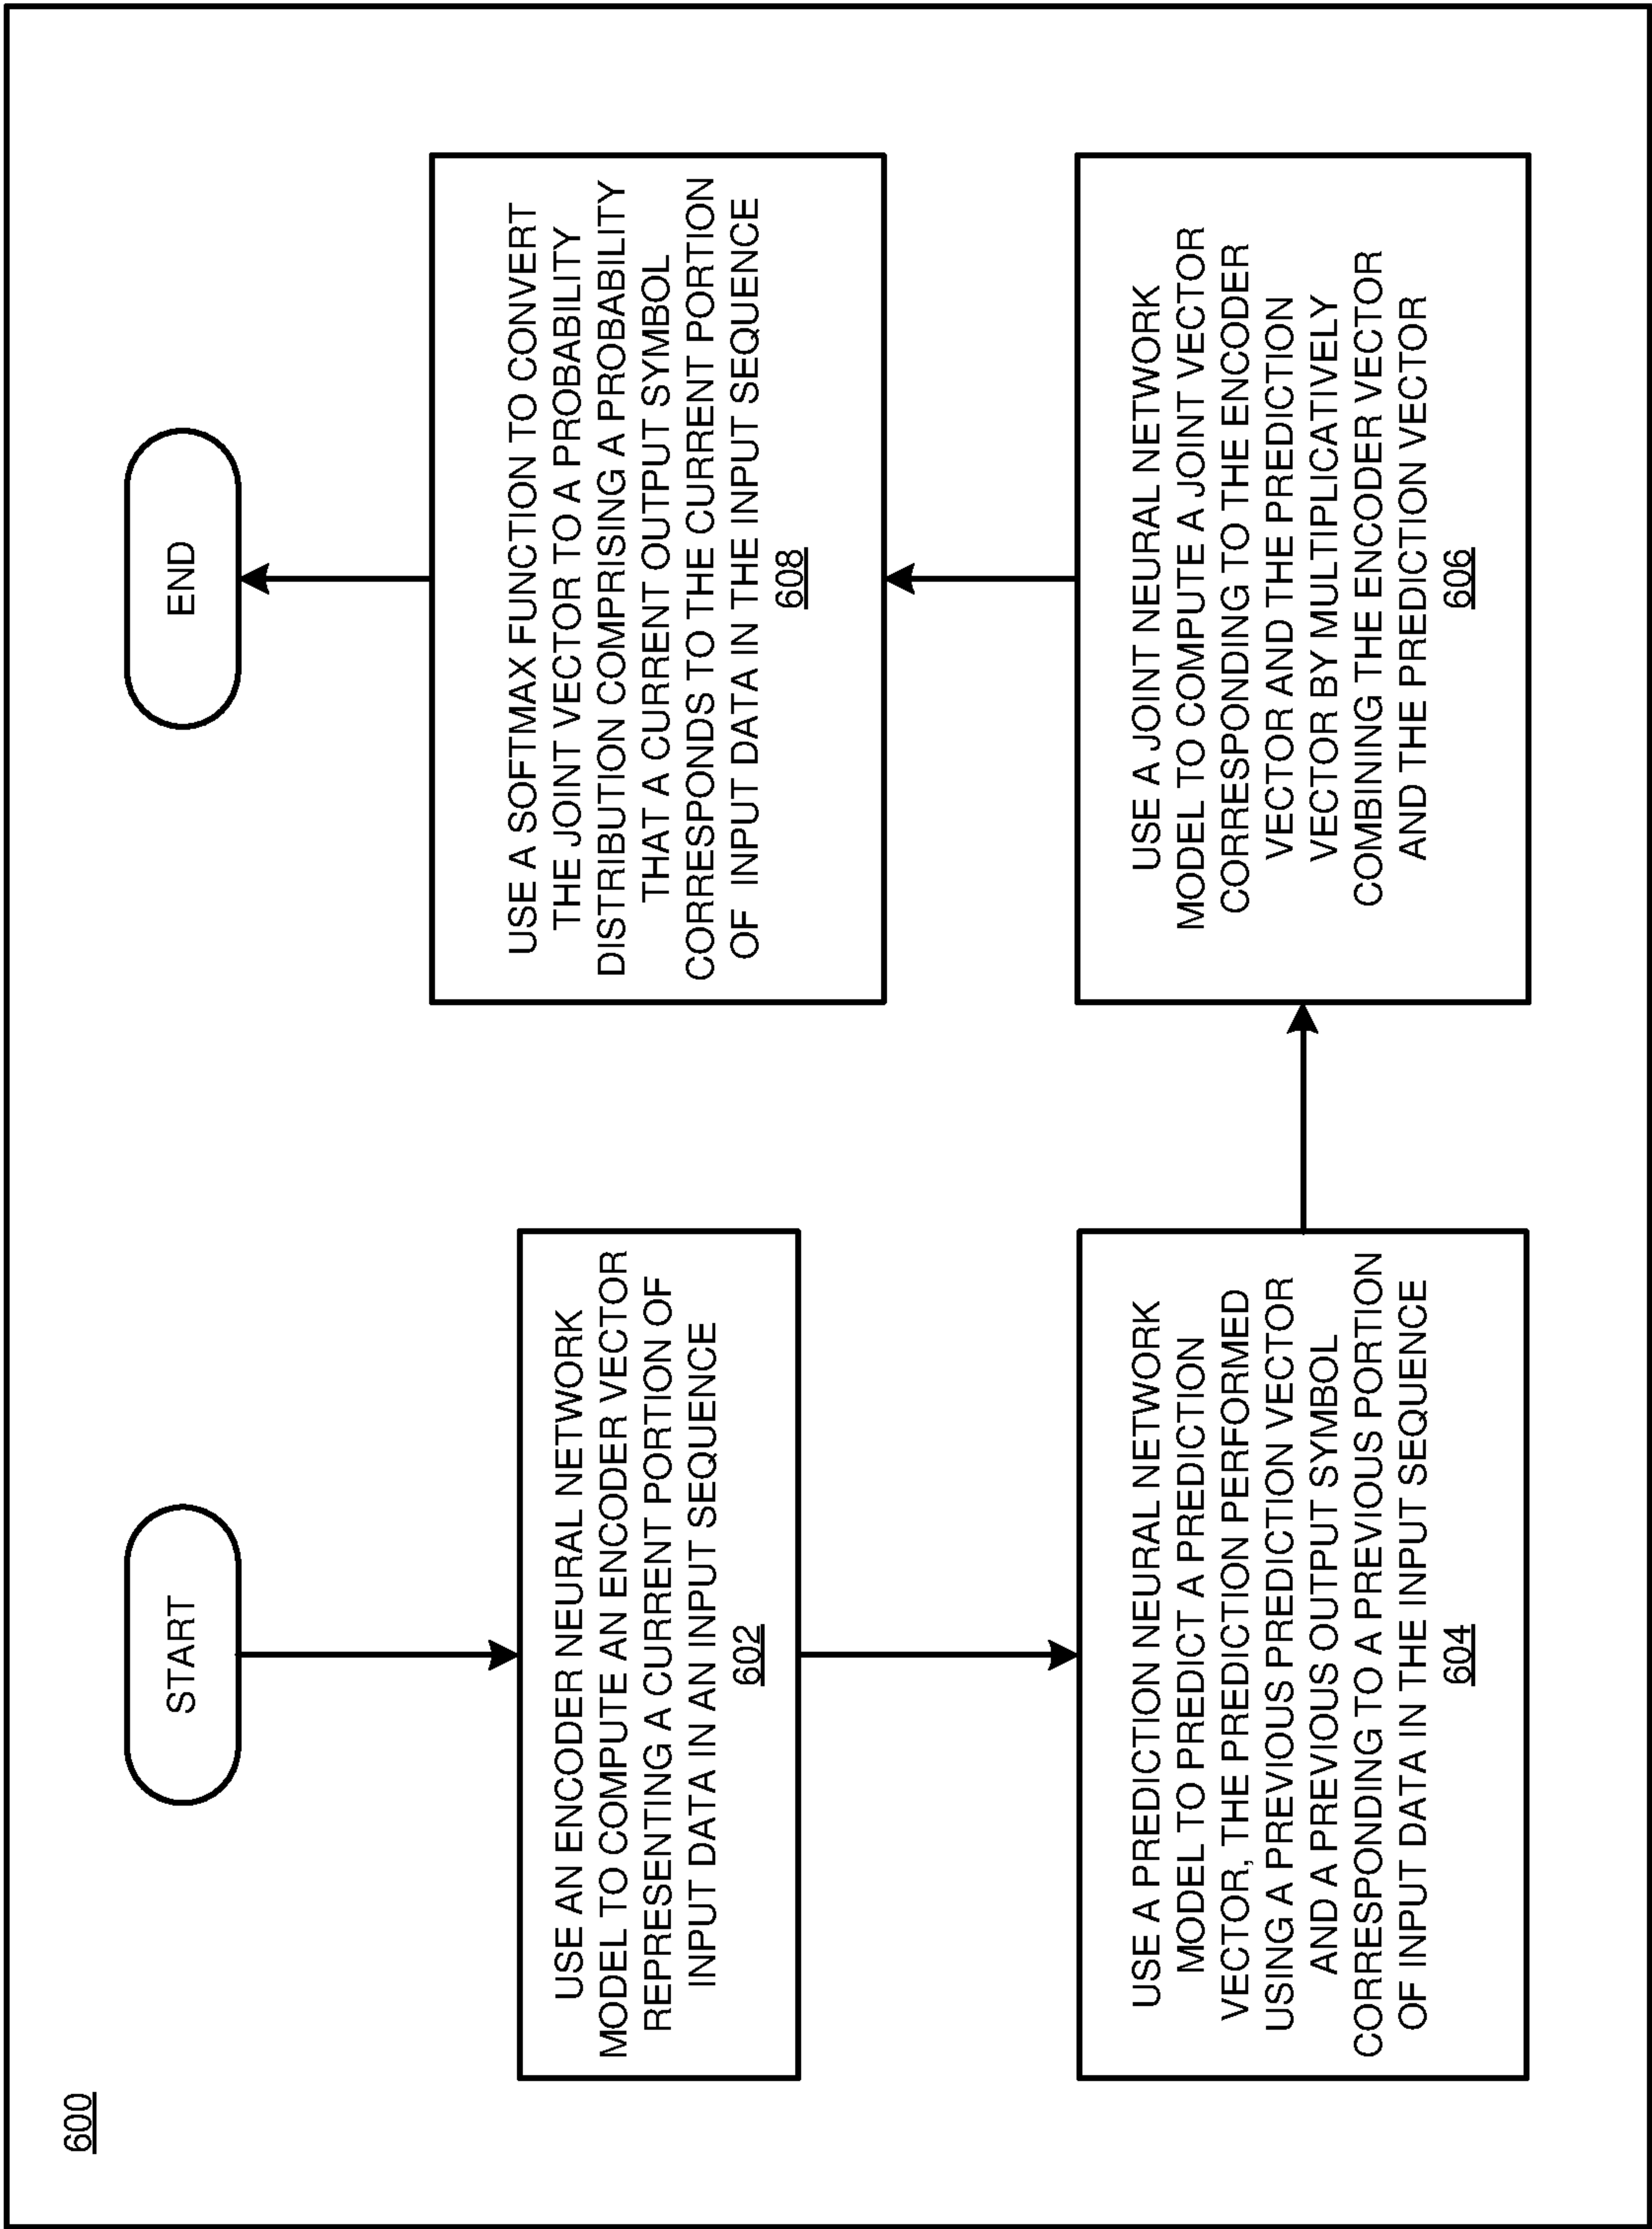 600
START
USE AN ENCODER NEURAL NETWORK
MODEL TO COMPUTE AN ENCODER VECTOR
REPRESENTING A CURRENT PORTION OF
INPUT DATA IN AN INPUT SEQUENCE
602
USE A PREDICTION NEURAL NETWORK
MODEL TO PREDICT A PREDICTION
VECTOR, THE PREDICTION PERFORMED
USING A PREVIOUS PREDICTION VECTOR
AND A PREVIOUS OUTPUT SYMBOL
CORRESPONDING TO A PREVIOUS PORTION
OF INPUT DATA IN THE INPUT SEQUENCE
604
USE A JOINT NEURAL NETWORK
MODEL TO COMPUTE A JOINT VECTOR
CORRESPONDING TO THE ENCODER
VECTOR AND THE PREDICTION
VECTOR BY MULTIPLICATIVELY
COMBINING THE ENCODER VECTOR
AND THE PREDICTION VECTOR
606
USE A SOFTMAX FUNCTION TO CONVERT
THE JOINT VECTOR TO A PROBABILITY
DISTRIBUTION COMPRISING A PROBABILITY
THAT A CURRENT OUTPUT SYMBOL
CORRESPONDS TO THE CURRENT PORTION
OF INPUT DATA IN THE INPUT SEQUENCE
608
END